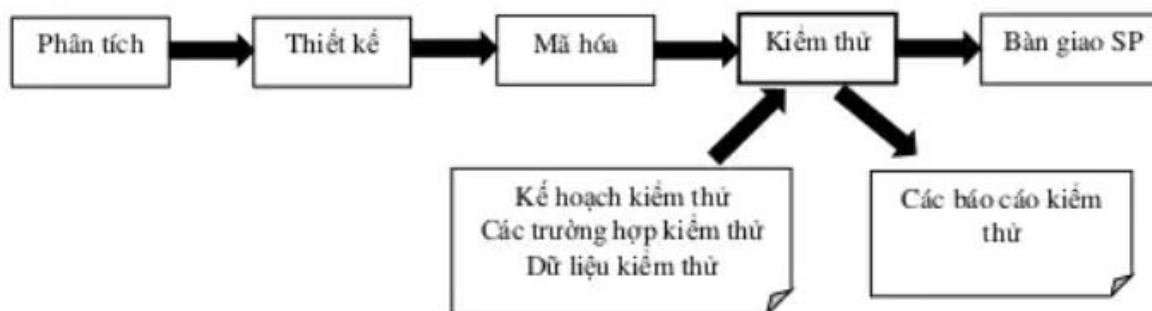 Phân tích
Thiết kế
Mã hóa
Kiểm thử
Bàn giao SP
Kế hoạch kiểm thử
Các trường hợp kiểm thử
Dữ liệu kiểm thử
Các báo cáo kiểm
thử